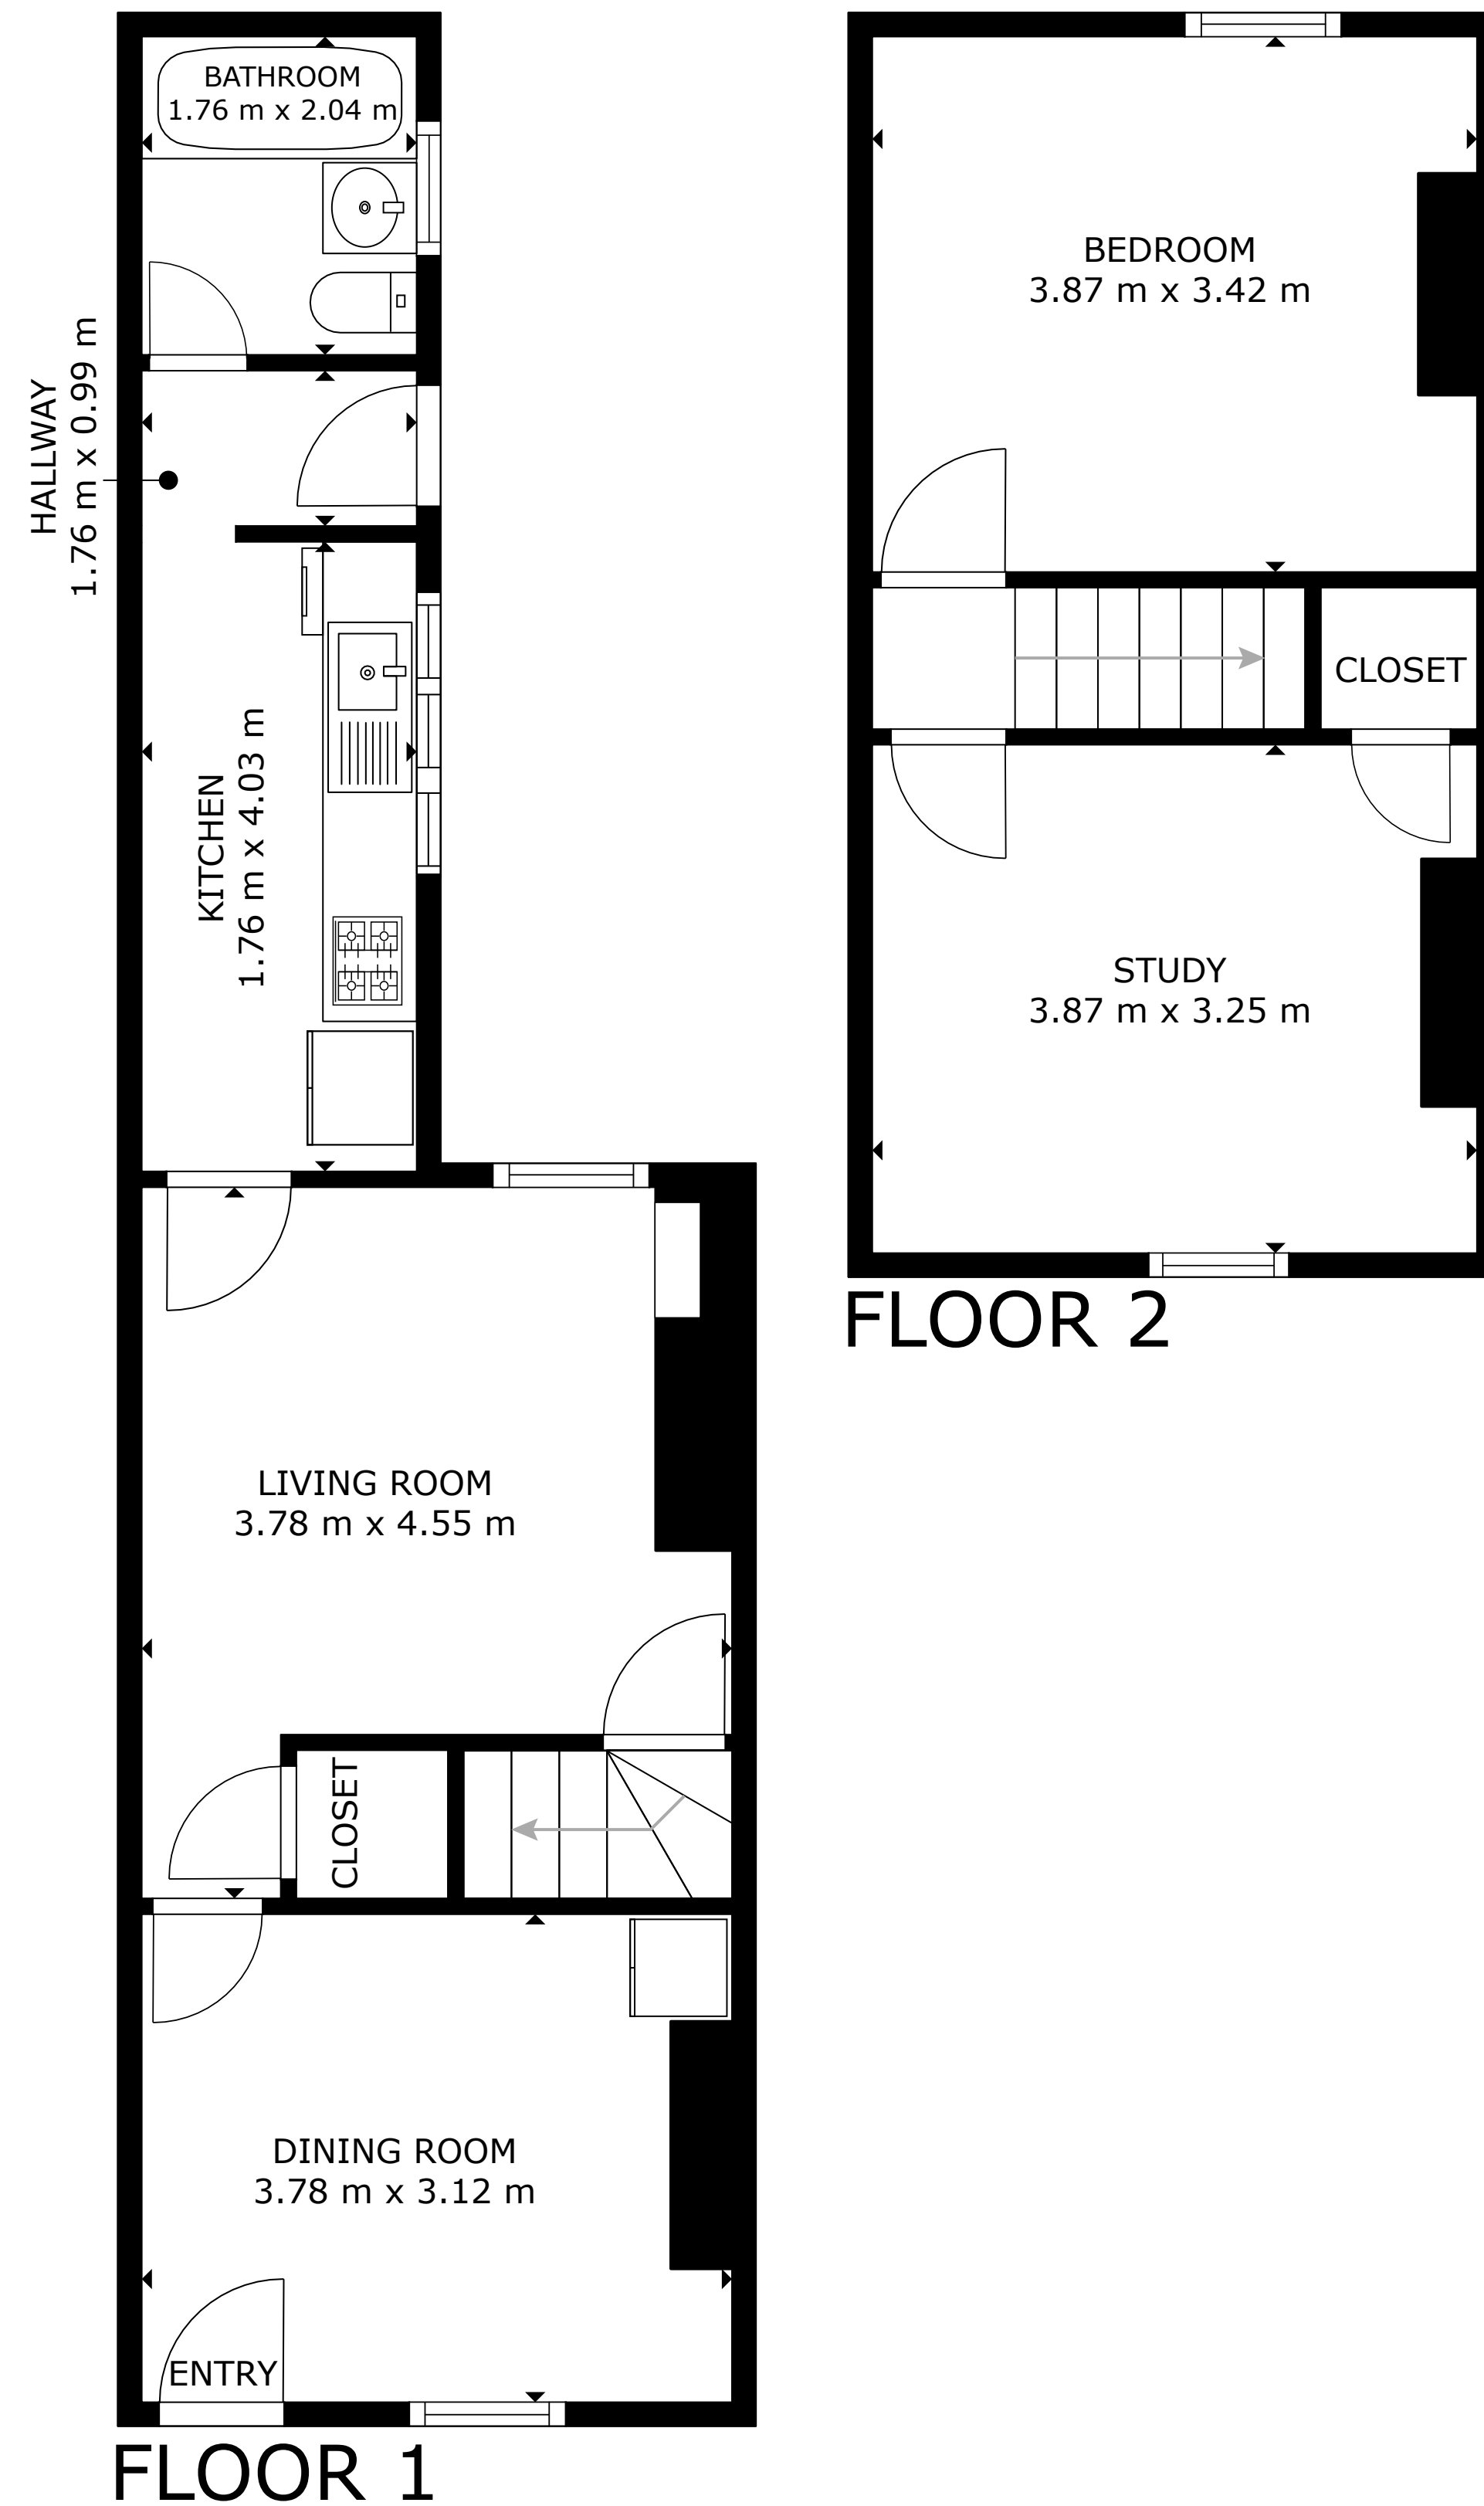 BATHROOM
1.76 m x 2.04 m
HALLWAY
1.76 m x 0.99 m
KITCHEN
1.76 m x 4.03 m
LIVING ROOM
3.78 m x 4.55 m
CLOSET
DINING ROOM
3.78 m x 3.12 m
ENTRY
FLOOR 1
BEDROOM
3.87 m x 3.42 m
CLOSET
STUDY
3.87 m x 3.25 m
FLOOR 2